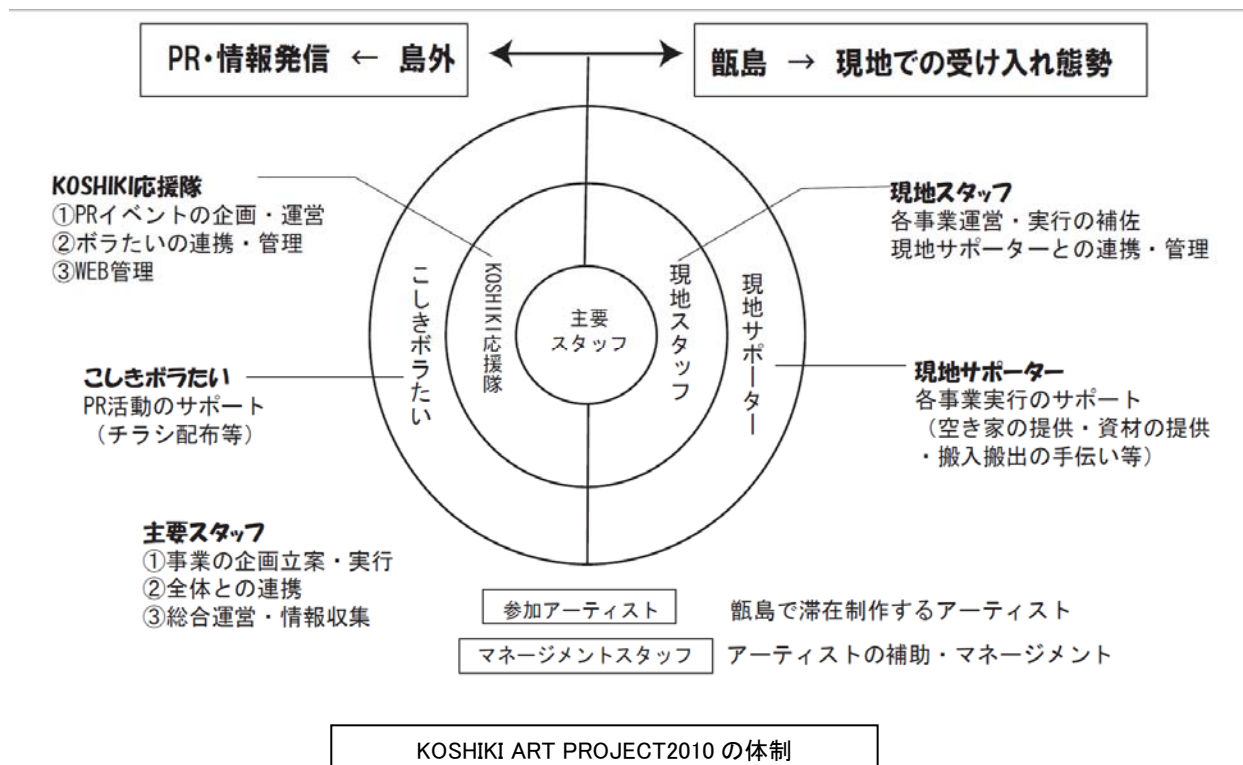 PR・情報発信 ← 島外
甑島 → 現地での受け入れ態勢
KOSHIKI応援隊
①PRイベントの企画・運営
②ボラたいの連携・管理
③WEB管理
現地スタッフ
各事業運営・実行の補佐
現地サポーターとの連携・管理
こしきボラたい
KOSHIKI応援隊
主要
スタッフ
現地スタッフ
現地サポーター
こしきボラたい
PR活動のサポート
（チラシ配布等）
現地サポーター
各事業実行のサポート
（空き家の提供・資材の提供
・搬入搬出の手伝い等）
主要スタッフ
①事業の企画立案・実行
②全体との連携
③総合運営・情報収集
参加アーティスト
甑島で滞在制作するアーティスト
マネージメントスタッフ
アーティストの補助・マネージメント
KOSHIKI ART PROJECT2010 の体制